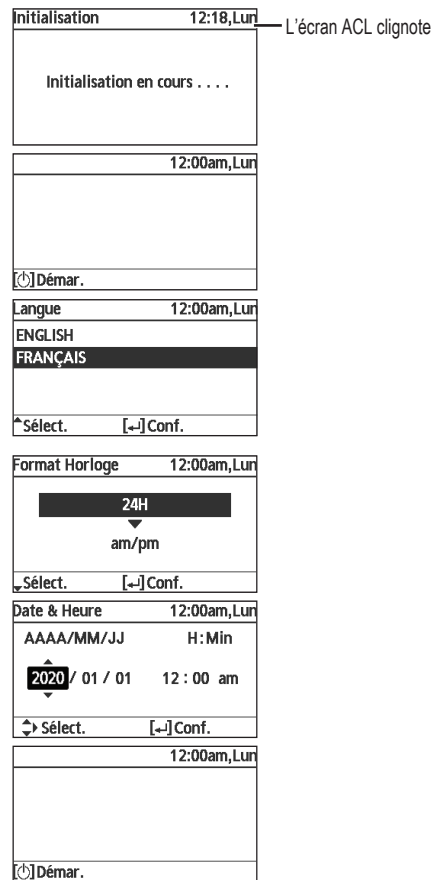 Initialisation 12:18,Lun
L'écran ACL clignote
Initialisation en cours . . . .
12:00am,Lun
[⏻]Démar.
Langue 12:00am,Lun
ENGLISH
FRANÇAIS
▲Sélect. [↵]Conf.
Format Horloge 12:00am,Lun
24H
▼
am/pm
▼Sélect. [↵]Conf.
Date & Heure 12:00am,Lun
AAAA/MM/JJ H:Min
2020 / 01 / 01 12 : 00 am
Sélect. [↵]Conf.
12:00am,Lun
[⏻]Démar.